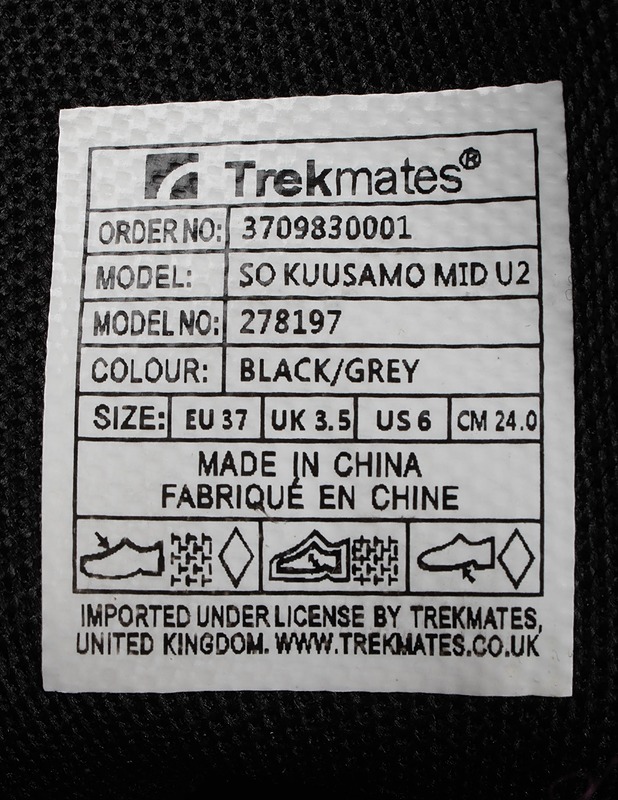 Trekmates®
ORDER NO: 3709830001
MODEL: SO KUUSAMO MID U2
MODEL NO: 278197
COLOUR: BLACK/GREY
SIZE: EU 37 UK 3.5 US 6 CM 24.0
MADE IN CHINA
FABRIQUÉ EN CHINE
IMPORTED UNDER LICENSE BY TREKMATES,
UNITED KINGDOM. WWW.TREKMATES.CO.UK